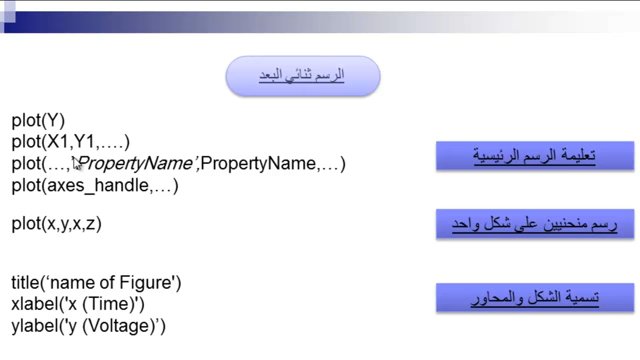 الرسم ثنائي البعد
plot(Y)
plot(X1,Y1,….)
plot(…,‘PropertyName’,PropertyName,…)
plot(axes_handle,…)
تعليمة الرسم الرئيسية
plot(x,y,x,z)
رسم منحنيين على شكل واحد
title(‘name of Figure')
xlabel('x (Time)')
ylabel('y (Voltage)’)
تسمية الشكل والمحاور